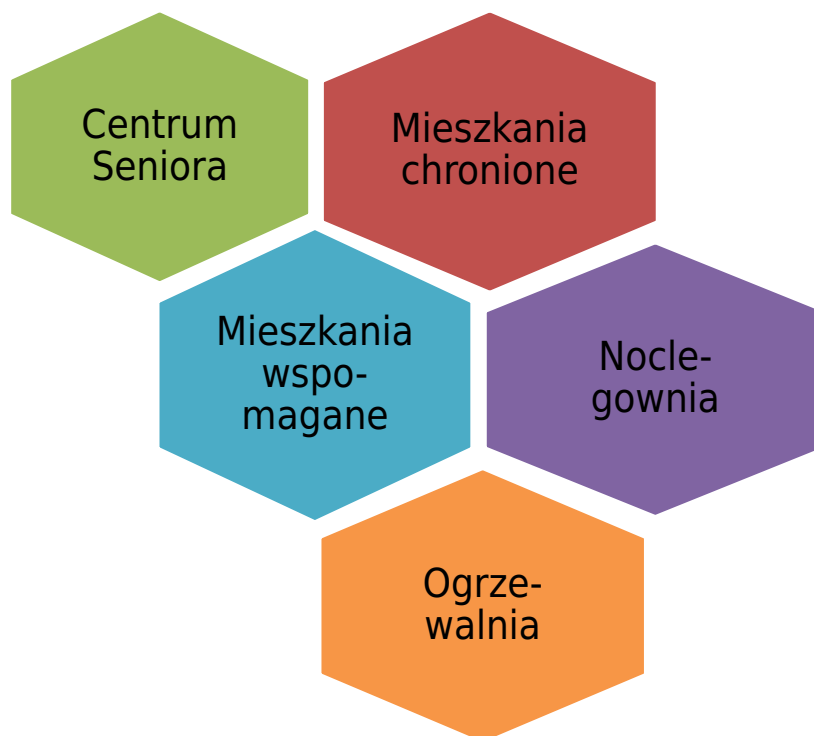 Centrum
Seniora
Mieszkania
chronione
Mieszkania
wspo-
magane
Nocle-
gownia
Ogrze-
walnia